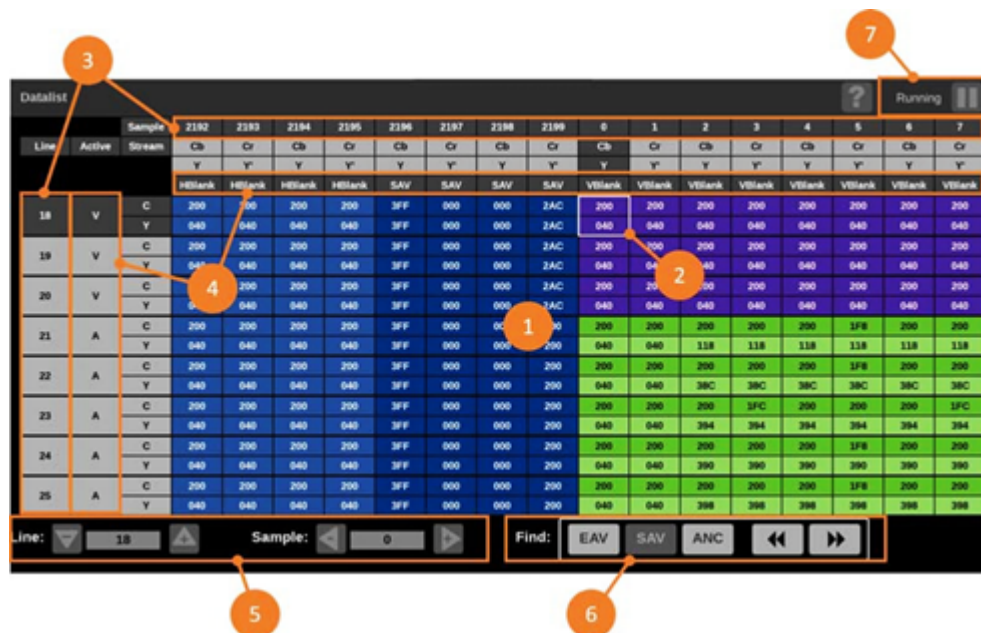 7
3
Datalist
?
Running
Sample 2192 2193 2194 2195 2196 2197 2198 2199 0 1 2 3 4 5 6 7
Line Active Stream Cb Cr Cb Cr Cb Cr Cb Cr Cb Cr Cb Cr Cb Cr Cb Cr
Y Y' Y Y' Y Y' Y Y' Y Y' Y Y' Y Y' Y Y'
HBlank HBlank HBlank HBlank SAV SAV SAV SAV VBlank VBlank VBlank VBlank VBlank VBlank VBlank VBlank
18 V C 200 200 200 3FF 000 000 2AC 200 200 200 200 200 200 200 200
Y 040 040 040 040 3FF 000 000 2AC 040 040 040 040 040 040 040 040
19 V C 200 200 200 200 3FF 000 000 2AC 200 200 200 200 200 200 200
Y 040 040 3FF 000 000 2AC 040 040 040 040 040 040 040
4
2
20 V C 200 200 200 200 3FF 000 000 2AC 200 200 200 200 200 200 200
Y 040 040 040 3FF 000 000 2AC 040 040 040 040 040 040 040 040
1
21 A C 200 200 200 200 3FF 000 200 200 200 200 200 1F8 200 200
Y 040 040 040 040 3FF 000 000 200 040 040 118 118 118 118 118 118
22 A C 200 200 200 200 3FF 000 000 200 200 200 200 200 200 1F8 200 200
Y 040 040 040 040 3FF 000 000 200 040 040 38C 38C 38C 38C 38C 38C
23 A C 200 200 200 200 3FF 000 000 200 200 200 200 1FC 200 200 200 1FC
Y 040 040 040 040 3FF 000 000 200 040 040 394 394 394 394 394 394
24 A C 200 200 200 200 3FF 000 000 200 200 200 200 200 200 1F8 200 200
Y 040 040 040 040 3FF 000 000 200 040 040 390 390 390 390 390 390
25 A C 200 200 200 200 3FF 000 000 200 200 200 200 200 200 1F8 200 200
Y 040 040 040 040 3FF 000 000 200 040 040 398 398 398 398 398 398
Line: 18 Sample: 0 Find: EAV SAV ANC
5
6